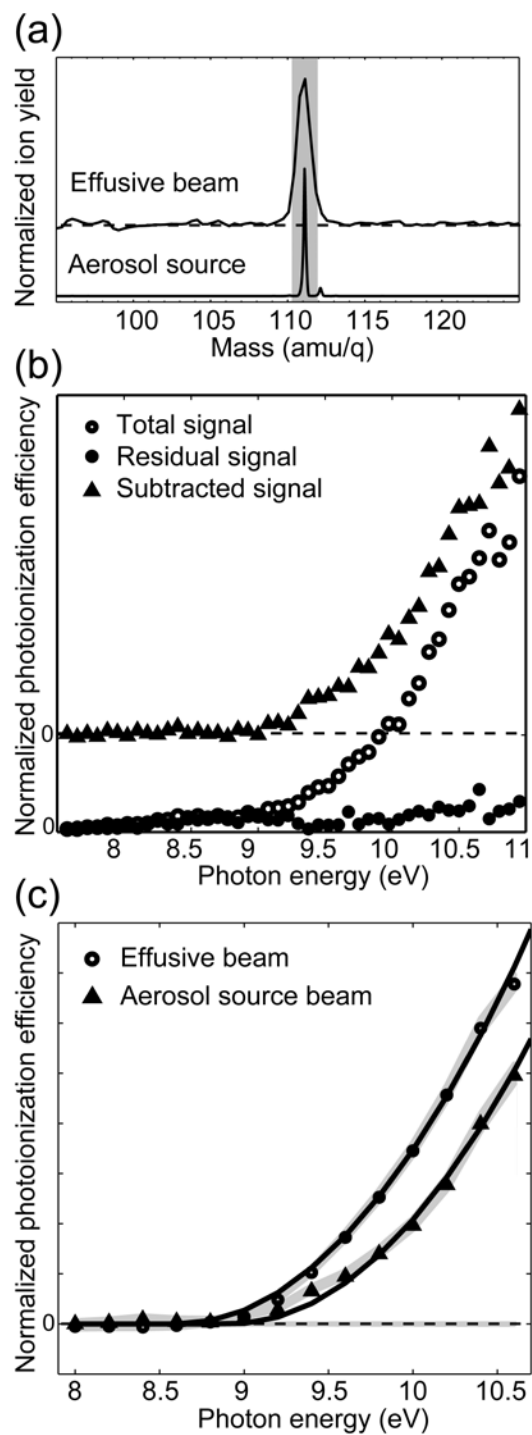 (a)
Normalized ion yield
Effusive beam
Aerosol source
100 105 110 115 120
Mass (amu/q)
(b)
Normalized photoionization efficiency
Total signal
Residual signal
Subtracted signal
0
0
8 8.5 9 9.5 10 10.5 11
Photon energy (eV)
(c)
Normalized photoionization efficiency
Effusive beam
Aerosol source beam
0
8 8.5 9 9.5 10 10.5
Photon energy (eV)